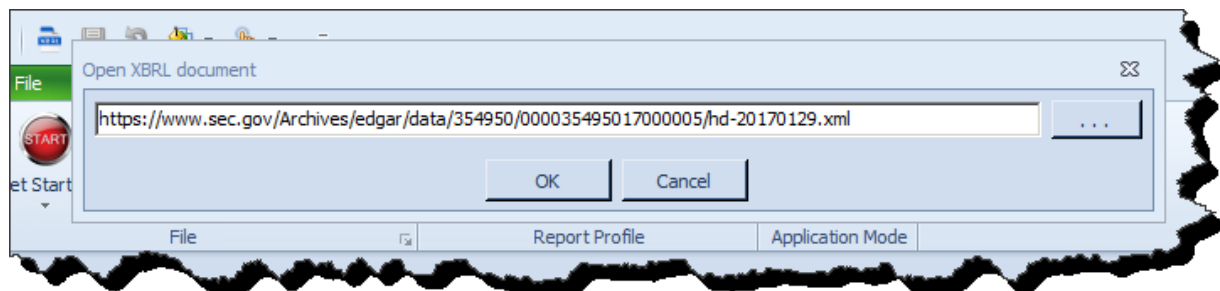 Open XBRL document
File
https://www.sec.gov/Archives/edgar/data/354950/000035495017000005/hd-20170129.xml
...
START
OK Cancel
et Start
File Report Profile Application Mode